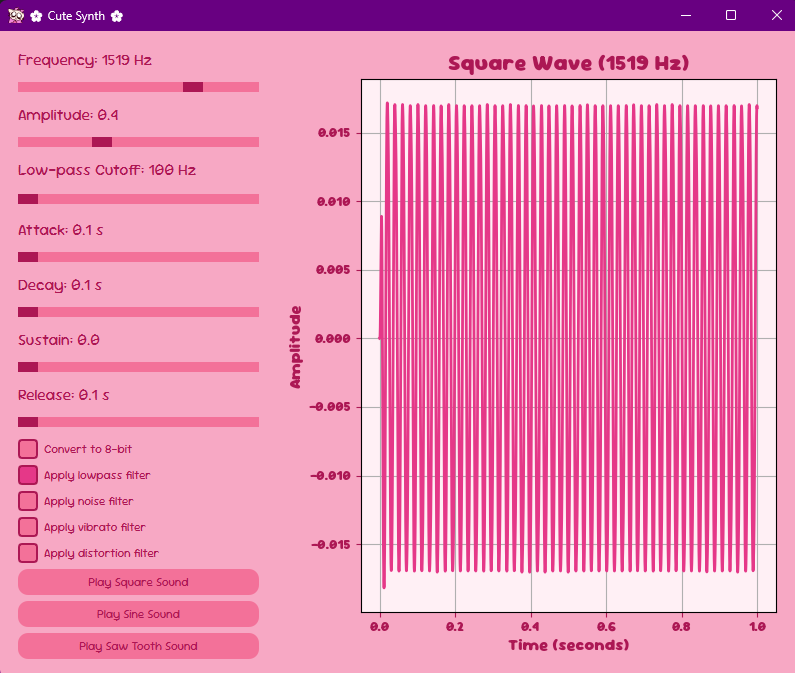 Cute Synth
Frequency: 1519 Hz
Amplitude: 0.4
Low-pass Cutoff: 100 Hz
Attack: 0.1 s
Decay: 0.1 s
Sustain: 0.0
Release: 0.1 s
Convert to 8-bit
Apply lowpass filter
Apply noise filter
Apply vibrato filter
Apply distortion filter
Play Square Sound
Play Sine Sound
Play Saw Tooth Sound
Square Wave (1519 Hz)
Amplitude
0.015
0.010
0.005
0.000
-0.005
-0.010
-0.015
0.0 0.2 0.4 0.6 0.8 1.0
Time (seconds)